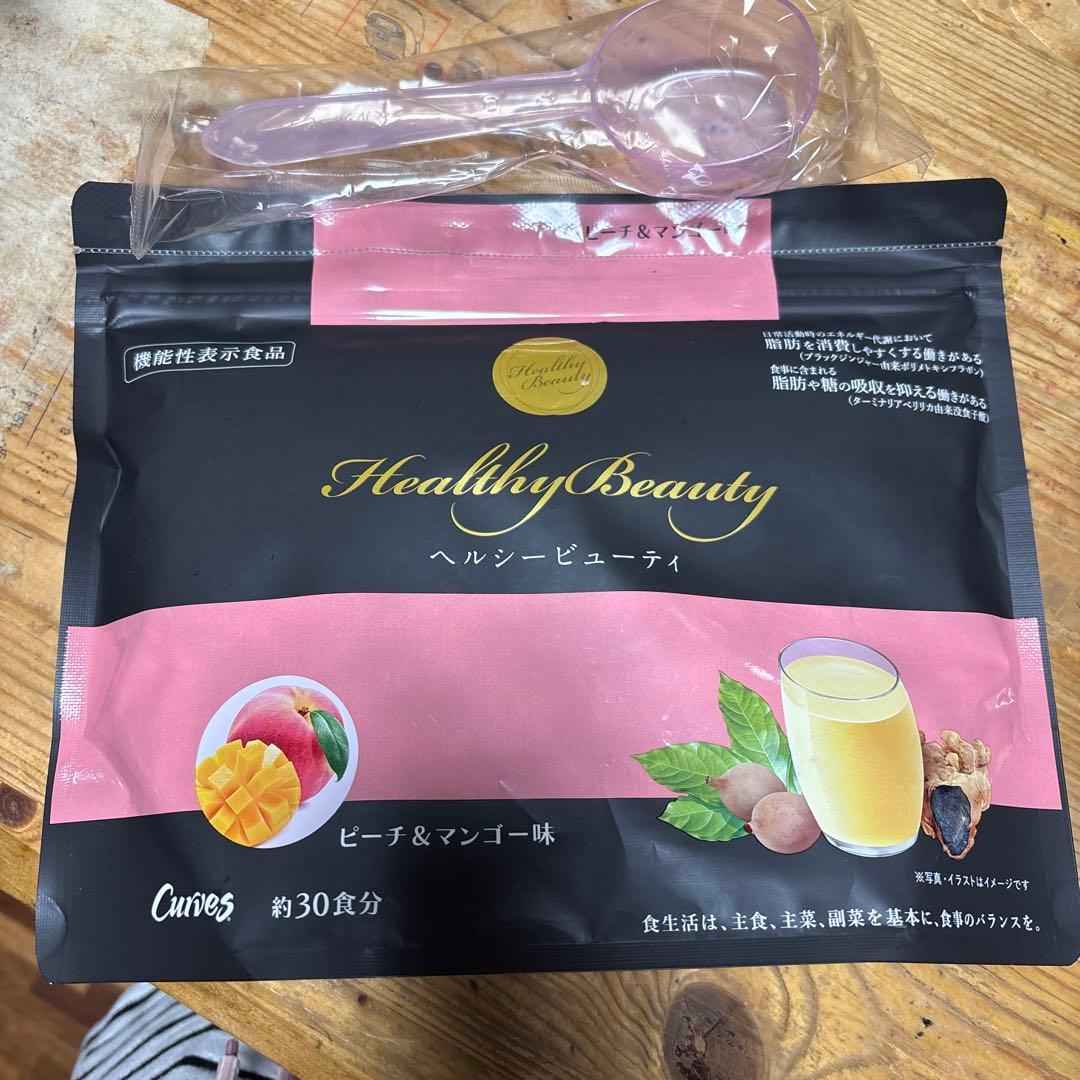 ピーチ&マンゴー味
機能性表示食品
Healthy
Beauty
日常活動時のエネルギー代謝において
脂肪を消費しやすくする働きがある
(ブラックジンジャー由来ポリメトキシフラボン)
食事に含まれる
脂肪や糖の吸収を抑える働きがある
(ターミナリアベリリカ由来没食子酸)
Healthy Beauty
ヘルシービューティ
ピーチ&マンゴー味
※写真・イラストはイメージです
Curves
約30食分
食生活は、主食、主菜、副菜を基本に、食事のバランスを。